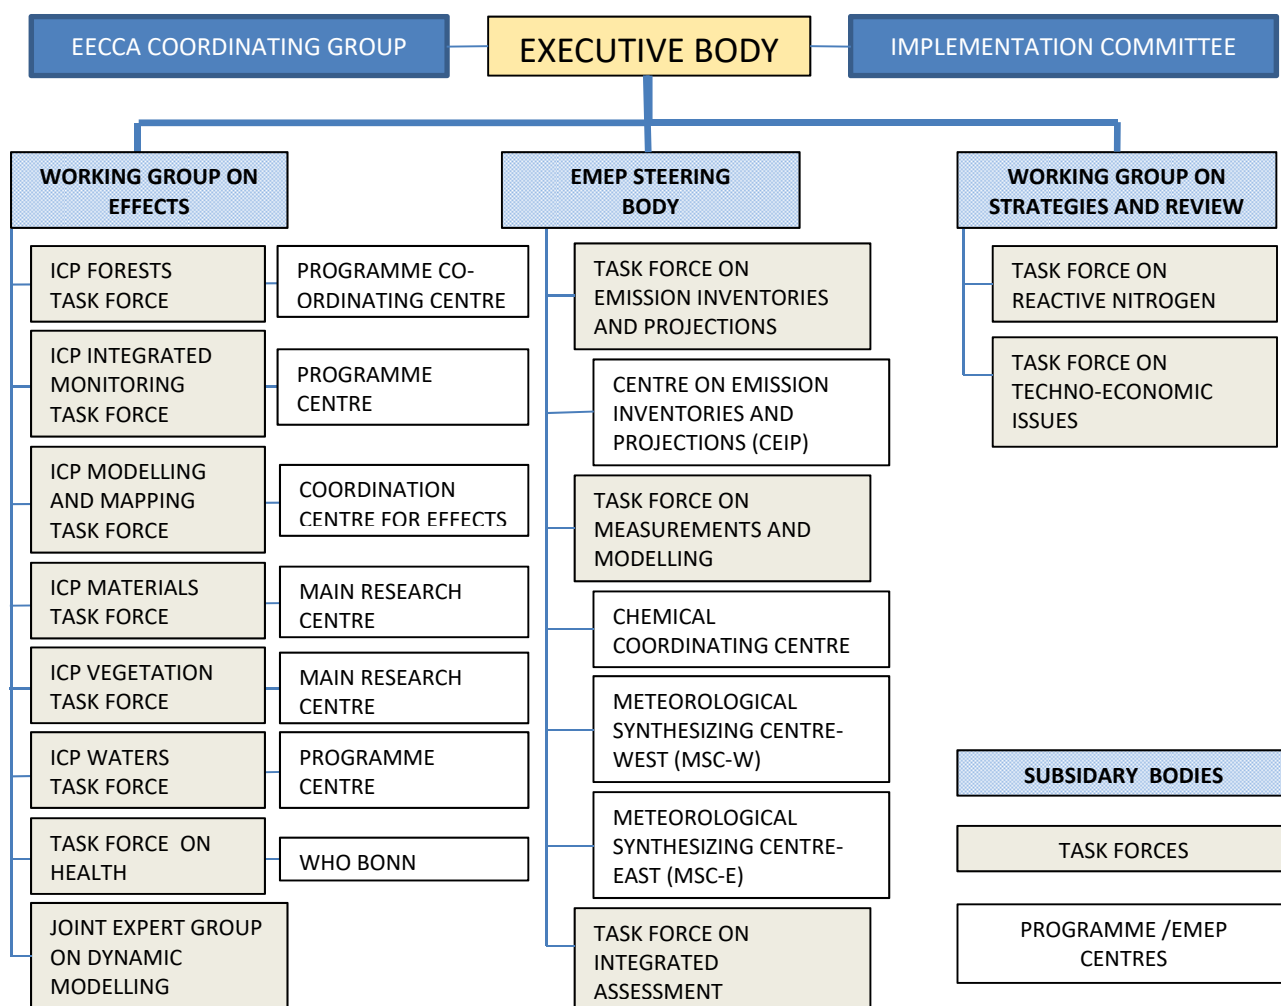 EECCA COORDINATING GROUP
EXECUTIVE BODY
IMPLEMENTATION COMMITTEE
WORKING GROUP ON
EFFECTS
ICP FORESTS
TASK FORCE
PROGRAMME CO-
ORDINATING CENTRE
ICP INTEGRATED
MONITORING
TASK FORCE
PROGRAMME
CENTRE
ICP MODELLING
AND MAPPING
TASK FORCE
COORDINATION
CENTRE FOR EFFECTS
ICP MATERIALS
TASK FORCE
MAIN RESEARCH
CENTRE
ICP VEGETATION
TASK FORCE
MAIN RESEARCH
CENTRE
ICP WATERS
TASK FORCE
PROGRAMME
CENTRE
TASK FORCE ON
HEALTH
WHO BONN
JOINT EXPERT GROUP
ON DYNAMIC
MODELLING
EMEP STEERING
BODY
TASK FORCE ON
EMISSION INVENTORIES
AND PROJECTIONS
CENTRE ON EMISSION
INVENTORIES AND
PROJECTIONS (CEIP)
TASK FORCE ON
MEASUREMENTS AND
MODELLING
CHEMICAL
COORDINATING CENTRE
METEOROLOGICAL
SYNTHESIZING CENTRE-
WEST (MSC-W)
METEOROLOGICAL
SYNTHESIZING CENTRE-
EAST (MSC-E)
TASK FORCE ON
INTEGRATED
ASSESSMENT
WORKING GROUP ON
STRATEGIES AND REVIEW
TASK FORCE ON
REACTIVE NITROGEN
TASK FORCE ON
TECHNO-ECONOMIC
ISSUES
SUBSIDARY BODIES
TASK FORCES
PROGRAMME /EMEP
CENTRES